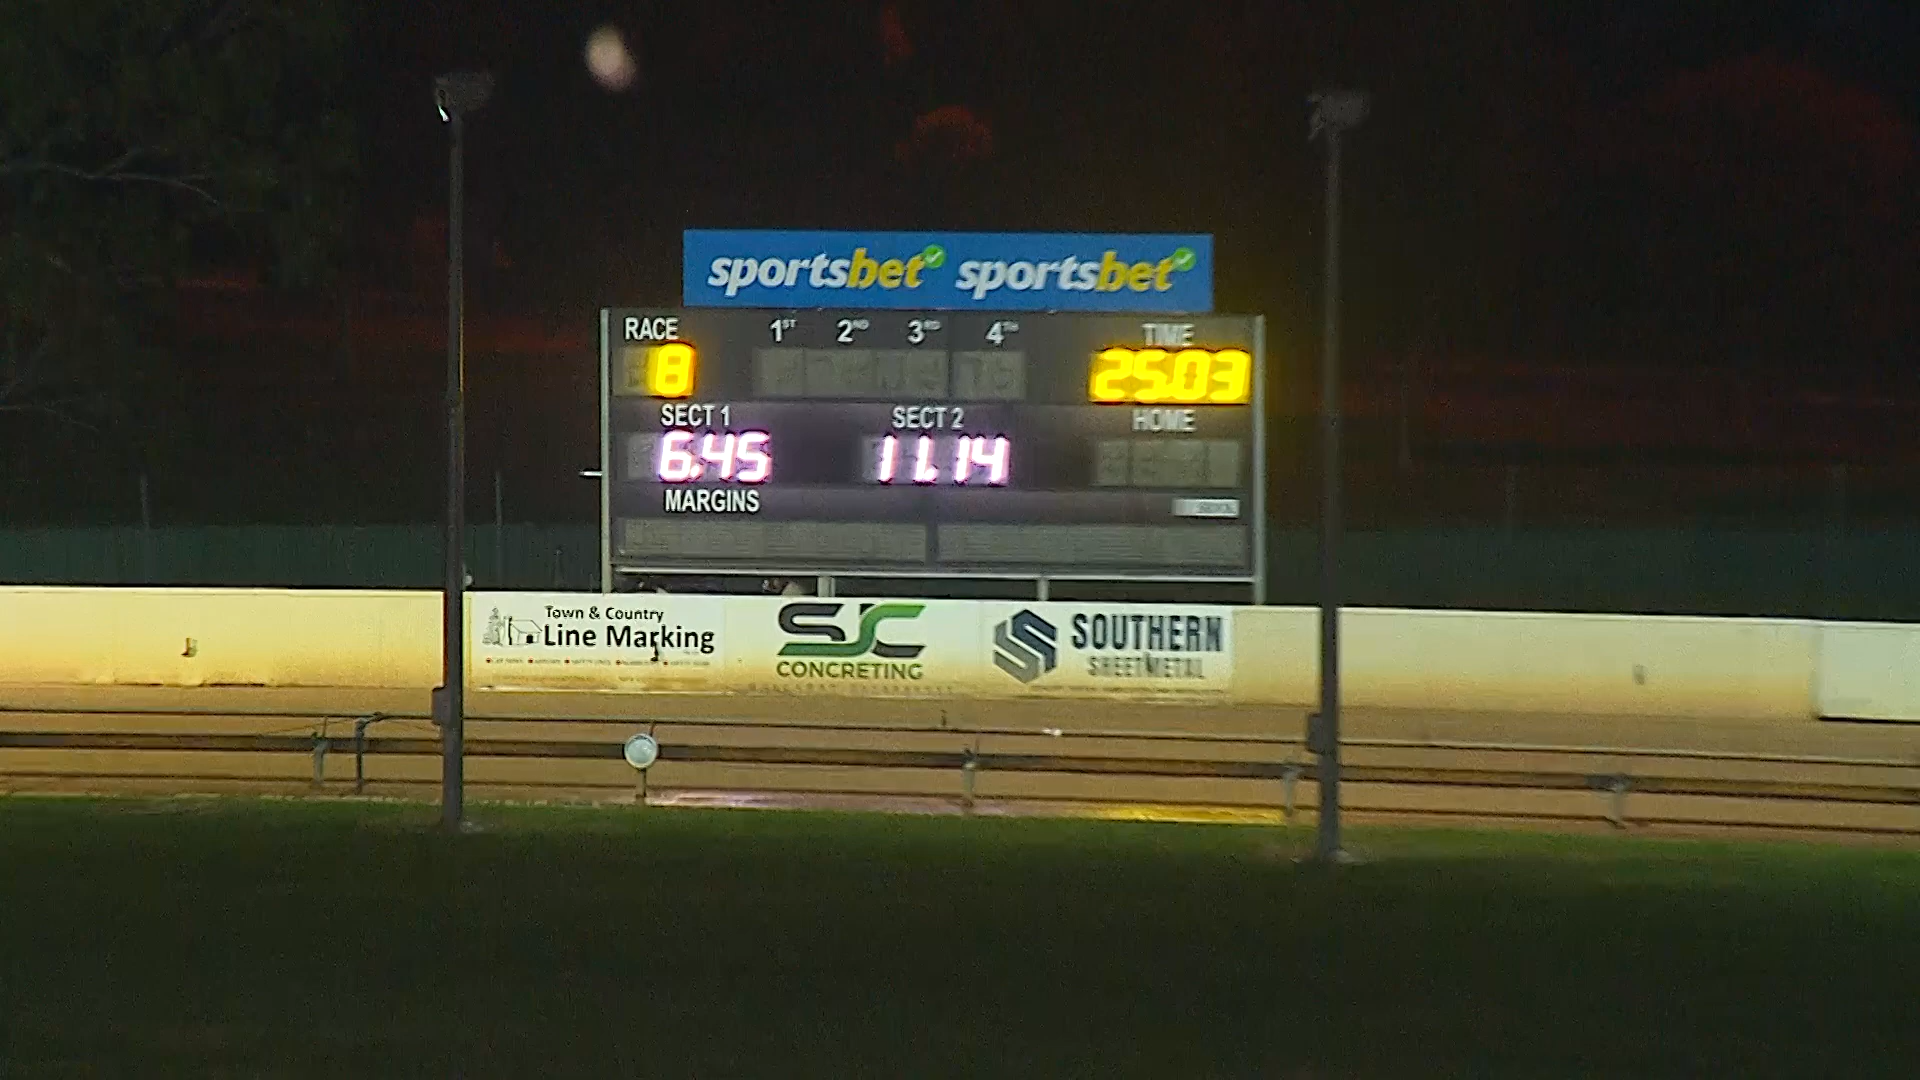 sportsbet sportsbet
RACE 1ST 2ND 3RD 4TH TIME
8 25.03
SECT 1 SECT 2 HOME
6.45 11.14
MARGINS
Town & Country
Line Marking
SJC
CONCRETING
SOUTHERN
SHEETMETAL